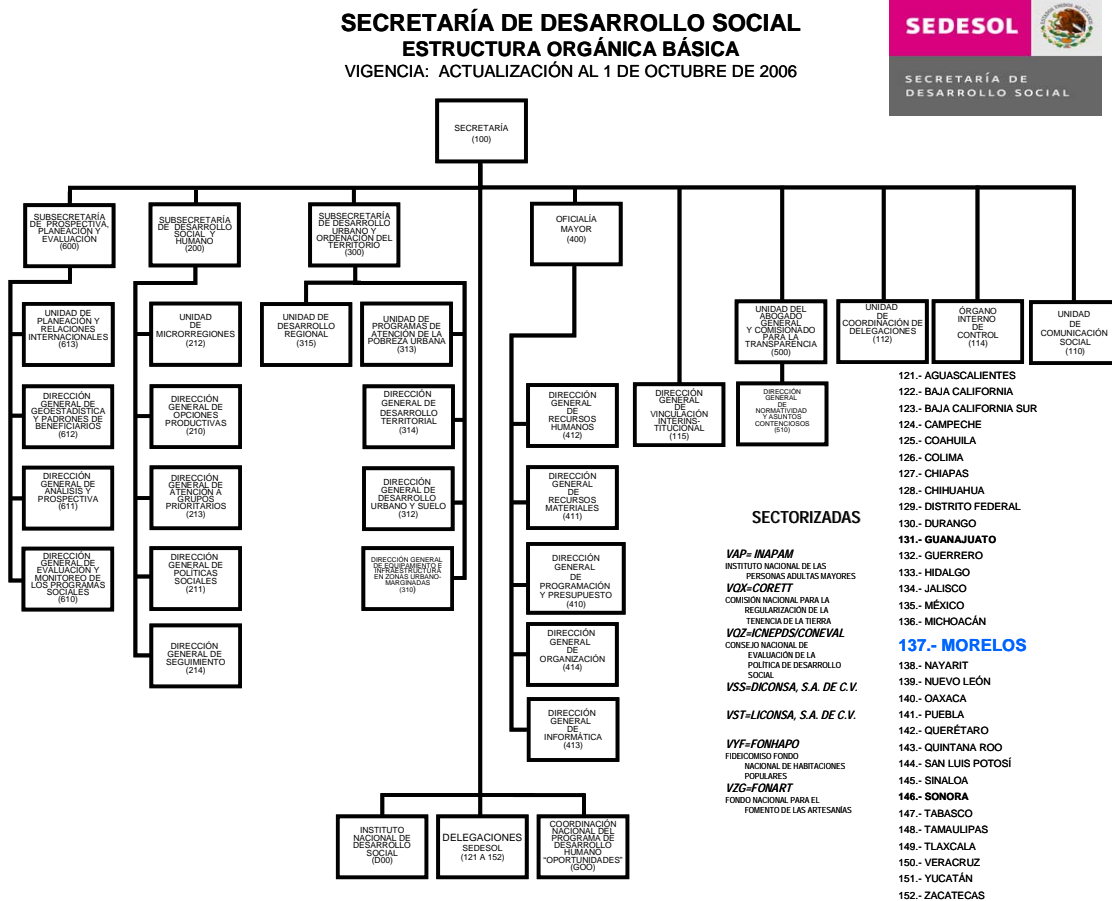 SECRETARÍA DE DESARROLLO SOCIAL
ESTRUCTURA ORGÁNICA BÁSICA
VIGENCIA: ACTUALIZACIÓN AL 1 DE OCTUBRE DE 2006
SEDESOL
SECRETARÍA DE
DESARROLLO SOCIAL
SECRETARÍA
(100)
SUBSECRETARÍA
DE PROSPECTIVA,
PLANEACIÓN Y
EVALUACIÓN
(600)
SUBSECRETARÍA
DE DESARROLLO
SOCIAL Y
HUMANO
(200)
SUBSECRETARÍA
DE DESARROLLO
URBANO Y
ORDENACIÓN DEL
TERRITORIO
(300)
OFICIALÍA
MAYOR
(400)
UNIDAD DE
PLANEACIÓN Y
RELACIONES
INTERNACIONALES
(613)
DIRECCIÓN
GENERAL DE
GEOESTADÍSTICA
Y PADRONES DE
BENEFICIARIOS
(612)
DIRECCIÓN
GENERAL DE
ANÁLISIS Y
PROSPECTIVA
(611)
DIRECCIÓN
GENERAL DE
EVALUACIÓN Y
MONITOREO DE
LOS PROGRAMAS
SOCIALES
(610)
UNIDAD
DE
MICRORREGIONES
(212)
DIRECCIÓN
GENERAL DE
OPCIONES
PRODUCTIVAS
(210)
DIRECCIÓN
GENERAL DE
ATENCIÓN A
GRUPOS
PRIORITARIOS
(213)
DIRECCIÓN
GENERAL DE
POLÍTICAS
SOCIALES
(211)
DIRECCIÓN
GENERAL DE
SEGUIMIENTO
(214)
UNIDAD DE
DESARROLLO
REGIONAL
(315)
UNIDAD DE
PROGRAMAS DE
ATENCIÓN DE LA
POBREZA URBANA
(313)
DIRECCIÓN
GENERAL DE
DESARROLLO
TERRITORIAL
(314)
DIRECCIÓN
GENERAL DE
DESARROLLO
URBANO Y SUELO
(312)
DIRECCIÓN GENERAL
DE EQUIPAMIENTO E
INFRAESTRUCTURA
EN ZONAS URBANO-
MARGINADAS
(310)
DIRECCIÓN
GENERAL
DE
RECURSOS
HUMANOS
(412)
DIRECCIÓN
GENERAL
DE
RECURSOS
MATERIALES
(411)
DIRECCIÓN
GENERAL
DE
PROGRAMACIÓN
Y PRESUPUESTO
(410)
DIRECCIÓN
GENERAL
DE
ORGANIZACIÓN
(414)
DIRECCIÓN
GENERAL
DE
INFORMÁTICA
(413)
DIRECCIÓN
GENERAL
DE
VINCULACIÓN
INTERINS-
TITUCIONAL
(115)
UNIDAD DEL
ABOGADO
GENERAL
Y COMISIONADO
PARA LA
TRANSPARENCIA
(500)
DIRECCIÓN
GENERAL
DE
NORMATIVIDAD
Y ASUNTOS
CONTENCIOSOS
(510)
UNIDAD
DE
COORDINACIÓN DE
DELEGACIONES
(112)
ÓRGANO
INTERNO
DE
CONTROL
(114)
UNIDAD
DE
COMUNICACIÓN
SOCIAL
(110)
INSTITUTO
NACIONAL DE
DESARROLLO
SOCIAL
(D00)
DELEGACIONES
SEDESOL
(121 A 152)
COORDINACIÓN
NACIONAL DEL
PROGRAMA DE
DESARROLLO
HUMANO
"OPORTUNIDADES"
(GOO)
SECTORIZADAS
VAP= INAPAM
INSTITUTO NACIONAL DE LAS
PERSONAS ADULTAS MAYORES
VQX=CORETT
COMISIÓN NACIONAL PARA LA
REGULARIZACIÓN DE LA
TENENCIA DE LA TIERRA
VQZ=ICNEPDS/CONEVAL
CONSEJO NACIONAL DE
EVALUACIÓN DE LA
POLÍTICA DE DESARROLLO
SOCIAL
VSS=DICONSA, S.A. DE C.V.
VST=LICONSA, S.A. DE C.V.
VYF=FONHAPO
FIDEICOMISO FONDO
NACIONAL DE HABITACIONES
POPULARES
VZG=FONART
FONDO NACIONAL PARA EL
FOMENTO DE LAS ARTESANÍAS
121.- AGUASCALIENTES
122.- BAJA CALIFORNIA
123.- BAJA CALIFORNIA SUR
124.- CAMPECHE
125.- COAHUILA
126.- COLIMA
127.- CHIAPAS
128.- CHIHUAHUA
129.- DISTRITO FEDERAL
130.- DURANGO
131.- GUANAJUATO
132.- GUERRERO
133.- HIDALGO
134.- JALISCO
135.- MÉXICO
136.- MICHOACÁN
137.- MORELOS
138.- NAYARIT
139.- NUEVO LEÓN
140.- OAXACA
141.- PUEBLA
142.- QUERÉTARO
143.- QUINTANA ROO
144.- SAN LUIS POTOSÍ
145.- SINALOA
146.- SONORA
147.- TABASCO
148.- TAMAULIPAS
149.- TLAXCALA
150.- VERACRUZ
151.- YUCATÁN
152.- ZACATECAS